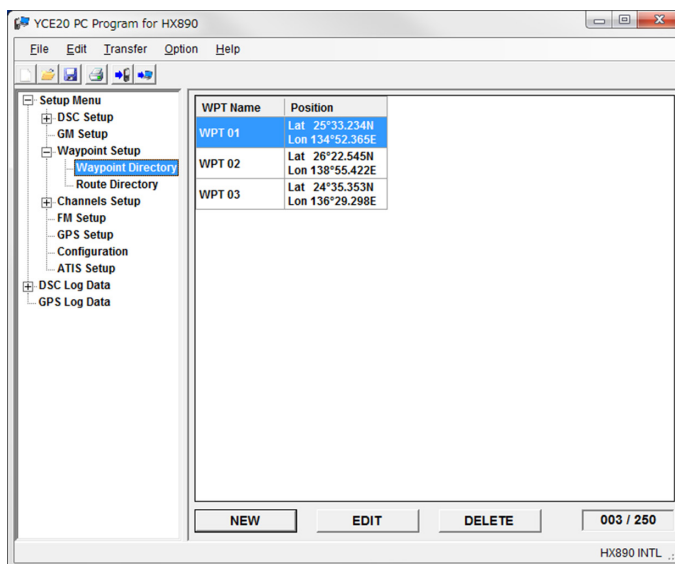 YCE20 PC Program for HX890
File Edit Transfer Option Help
Setup Menu
DSC Setup
GM Setup
Waypoint Setup
Waypoint Directory
Route Directory
Channels Setup
FM Setup
GPS Setup
Configuration
ATIS Setup
DSC Log Data
GPS Log Data
WPT Name Position
WPT 01 Lat 25°33.234N
Lon 134°52.365E
WPT 02 Lat 26°22.545N
Lon 138°55.422E
WPT 03 Lat 24°35.353N
Lon 136°29.298E
NEW EDIT DELETE 003 / 250
HX890 INTL